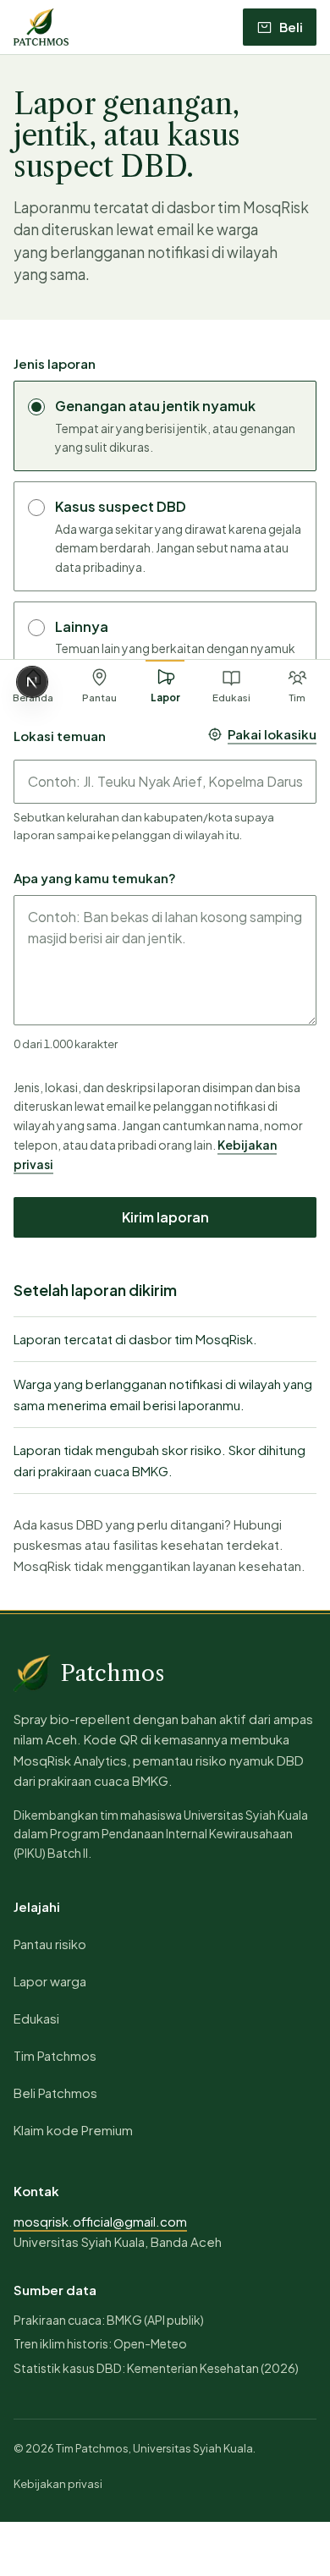 PATCHMOS
Beli
Lapor genangan,
jentik, atau kasus
suspect DBD.
Laporanmu tercatat di dasbor tim MosqRisk
dan diteruskan lewat email ke warga
yang berlangganan notifikasi di wilayah
yang sama.
Jenis laporan
Genangan atau jentik nyamuk
Tempat air yang berisi jentik, atau genangan
yang sulit dikuras.
Kasus suspect DBD
Ada warga sekitar yang dirawat karena gejala
demam berdarah. Jangan sebut nama atau
data pribadinya.
Lainnya
Temuan lain yang berkaitan dengan nyamuk
N
Beranda
Pantau
Lapor
Edukasi
Tim
Lokasi temuan
Pakai lokasiku
Contoh: Jl. Teuku Nyak Arief, Kopelma Darus
Sebutkan kelurahan dan kabupaten/kota supaya
laporan sampai ke pelanggan di wilayah itu.
Apa yang kamu temukan?
Contoh: Ban bekas di lahan kosong samping
masjid berisi air dan jentik.
0 dari 1.000 karakter
Jenis, lokasi, dan deskripsi laporan disimpan dan bisa
diteruskan lewat email ke pelanggan notifikasi di
wilayah yang sama. Jangan cantumkan nama, nomor
telepon, atau data pribadi orang lain. Kebijakan
privasi
Kirim laporan
Setelah laporan dikirim
Laporan tercatat di dasbor tim MosqRisk.
Warga yang berlangganan notifikasi di wilayah yang
sama menerima email berisi laporanmu.
Laporan tidak mengubah skor risiko. Skor dihitung
dari prakiraan cuaca BMKG.
Ada kasus DBD yang perlu ditangani? Hubungi
puskesmas atau fasilitas kesehatan terdekat.
MosqRisk tidak menggantikan layanan kesehatan.
Patchmos
Spray bio-repellent dengan bahan aktif dari ampas
nilam Aceh. Kode QR di kemasannya membuka
MosqRisk Analytics, pemantau risiko nyamuk DBD
dari prakiraan cuaca BMKG.
Dikembangkan tim mahasiswa Universitas Syiah Kuala
dalam Program Pendanaan Internal Kewirausahaan
(PIKU) Batch II.
Jelajahi
Pantau risiko
Lapor warga
Edukasi
Tim Patchmos
Beli Patchmos
Klaim kode Premium
Kontak
mosqrisk.official@gmail.com
Universitas Syiah Kuala, Banda Aceh
Sumber data
Prakiraan cuaca: BMKG (API publik)
Tren iklim historis: Open-Meteo
Statistik kasus DBD: Kementerian Kesehatan (2026)
© 2026 Tim Patchmos, Universitas Syiah Kuala.
Kebijakan privasi